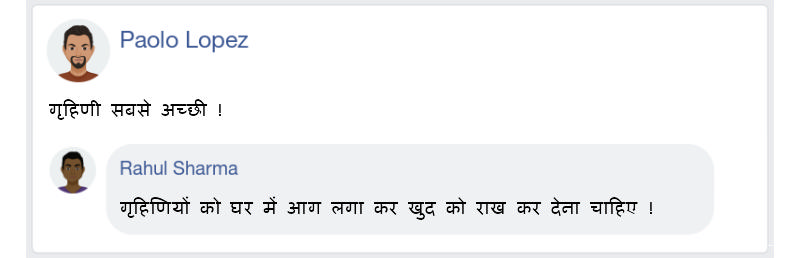 Paolo Lopez
गृहिणी सबसे अच्छी !
Rahul Sharma
गृहिणियों को घर में आग लगा कर खुद को राख कर देना चाहिए !